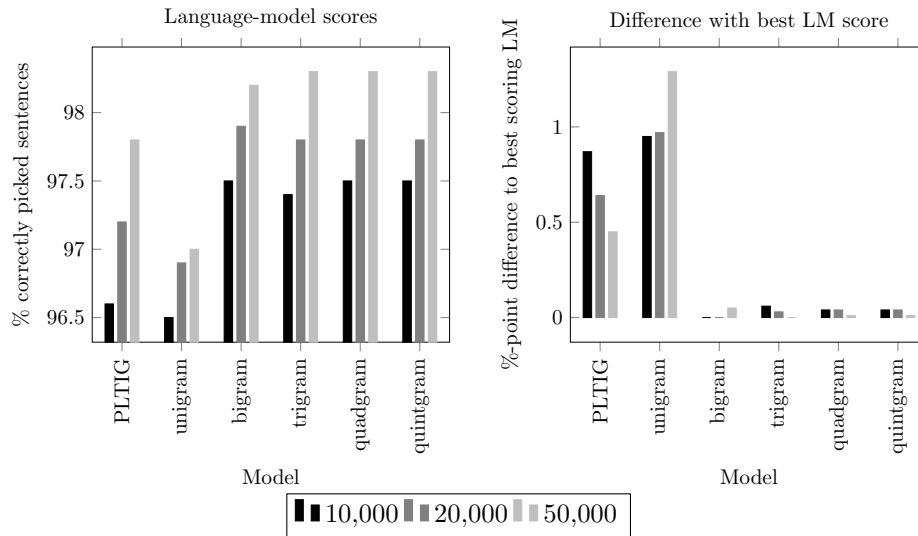 Language-model scores
% correctly picked sentences
98
97.5
97
96.5
PLTIG
unigram
bigram
trigram
quadgram
quintgram
Model
Difference with best LM score
%-point difference to best scoring LM
1
0.5
0
PLTIG
unigram
bigram
trigram
quadgram
quintgram
Model
10,000 20,000 50,000